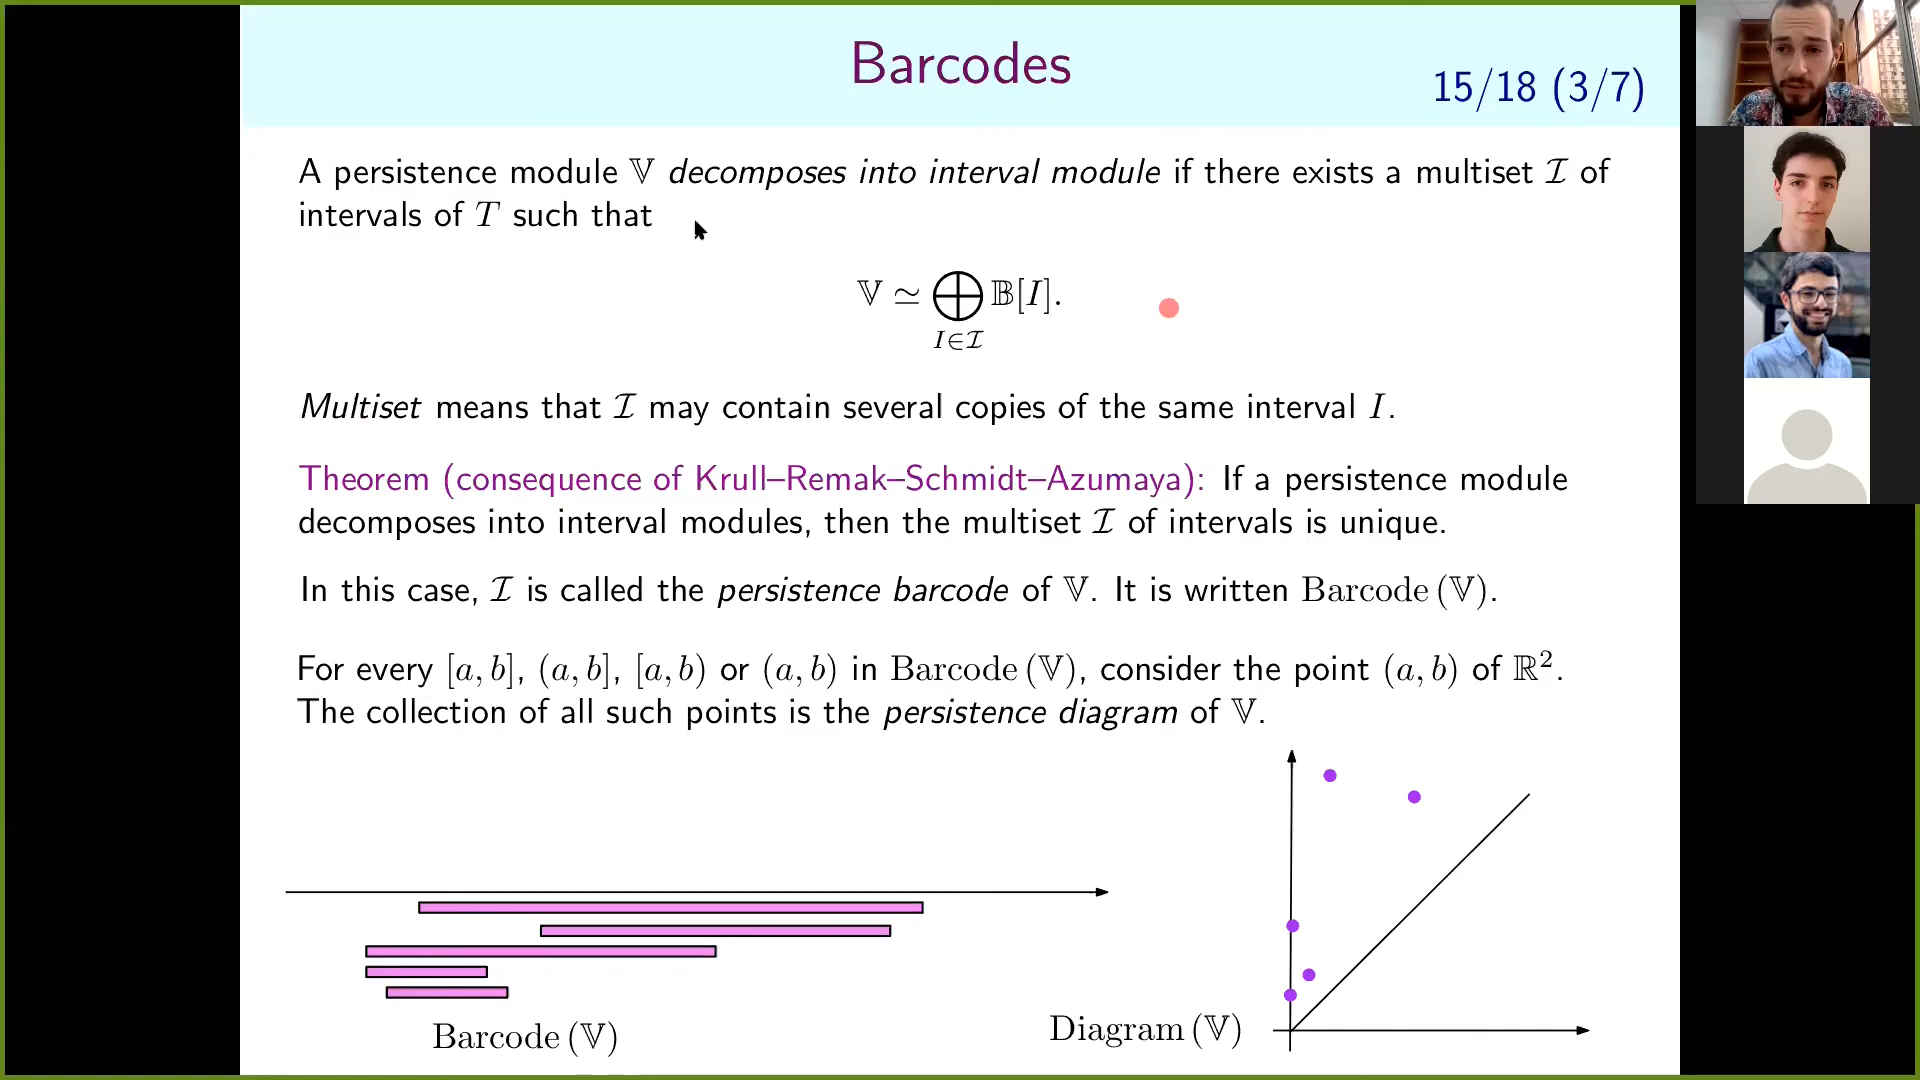 Barcodes
15/18 (3/7)
A persistence module 𝕍 decomposes into interval module if there exists a multiset ℐ of
intervals of T such that
𝕍 ≃ ⨁ 𝔹[I].
I∈ℐ
Multiset means that ℐ may contain several copies of the same interval I.
Theorem (consequence of Krull–Remak–Schmidt–Azumaya): If a persistence module
decomposes into interval modules, then the multiset ℐ of intervals is unique.
In this case, ℐ is called the persistence barcode of 𝕍. It is written Barcode (𝕍).
For every [a, b], (a, b], [a, b) or (a, b) in Barcode (𝕍), consider the point (a, b) of ℝ².
The collection of all such points is the persistence diagram of 𝕍.
Barcode (𝕍)
Diagram (𝕍)